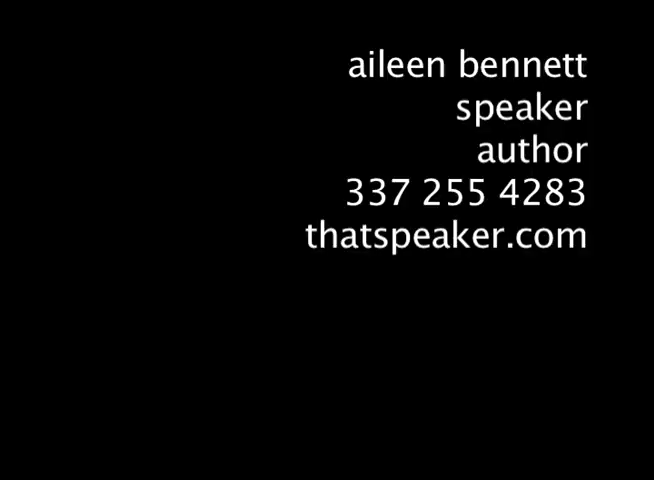 aileen bennett
speaker
author
337 255 4283
thatspeaker.com